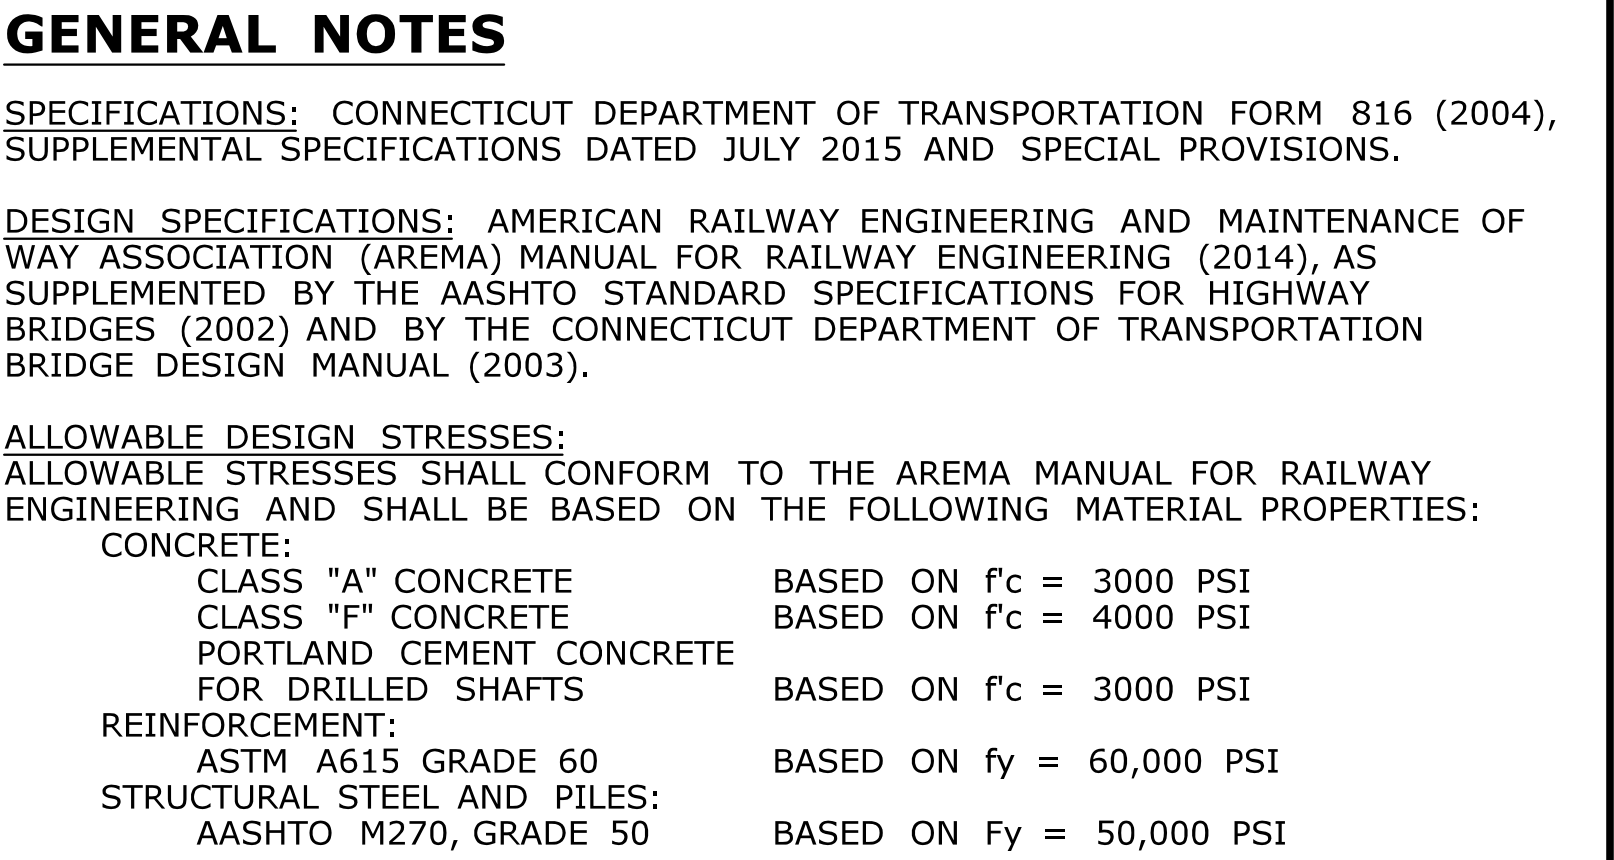 GENERAL NOTES
SPECIFICATIONS: CONNECTICUT DEPARTMENT OF TRANSPORTATION FORM 816 (2004),
SUPPLEMENTAL SPECIFICATIONS DATED JULY 2015 AND SPECIAL PROVISIONS.
DESIGN SPECIFICATIONS: AMERICAN RAILWAY ENGINEERING AND MAINTENANCE OF
WAY ASSOCIATION (AREMA) MANUAL FOR RAILWAY ENGINEERING (2014), AS
SUPPLEMENTED BY THE AASHTO STANDARD SPECIFICATIONS FOR HIGHWAY
BRIDGES (2002) AND BY THE CONNECTICUT DEPARTMENT OF TRANSPORTATION
BRIDGE DESIGN MANUAL (2003).
ALLOWABLE DESIGN STRESSES:
ALLOWABLE STRESSES SHALL CONFORM TO THE AREMA MANUAL FOR RAILWAY
ENGINEERING AND SHALL BE BASED ON THE FOLLOWING MATERIAL PROPERTIES:
CONCRETE:
CLASS "A" CONCRETE BASED ON f'c = 3000 PSI
CLASS "F" CONCRETE BASED ON f'c = 4000 PSI
PORTLAND CEMENT CONCRETE
FOR DRILLED SHAFTS BASED ON f'c = 3000 PSI
REINFORCEMENT:
ASTM A615 GRADE 60 BASED ON fy = 60,000 PSI
STRUCTURAL STEEL AND PILES:
AASHTO M270, GRADE 50 BASED ON Fy = 50,000 PSI